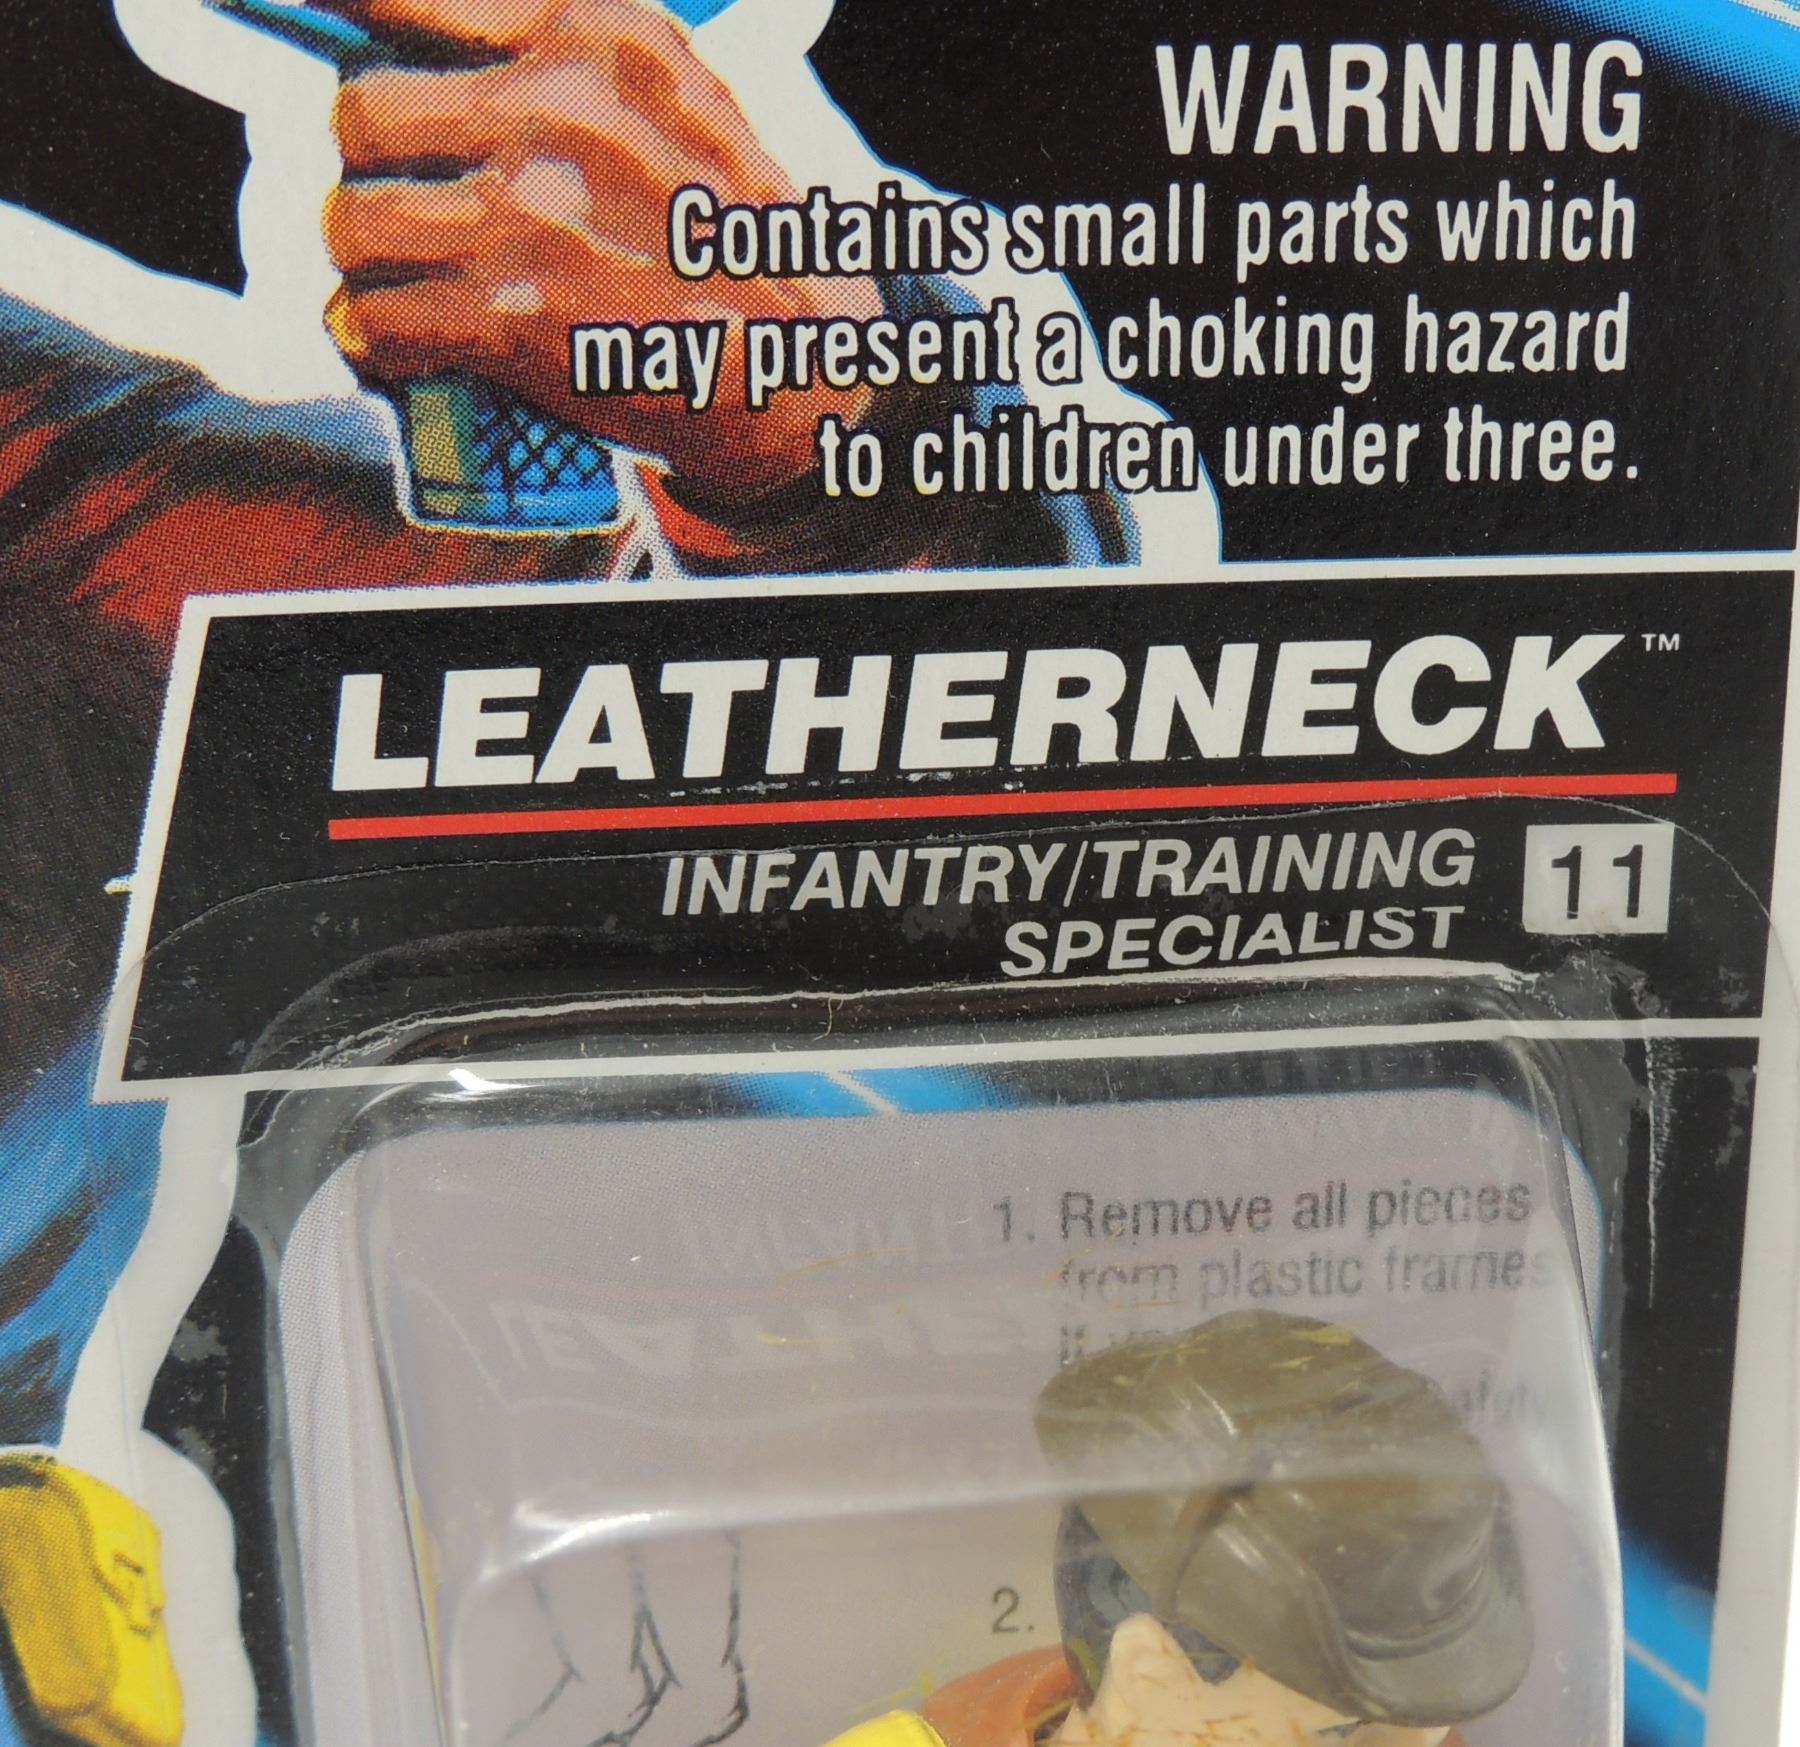 WARNING
Contains small parts which
may present a choking hazard
to children under three.
LEATHERNECK™
INFANTRY/TRAINING
SPECIALIST
11
1. Remove all pieces
from plastic frames
2.